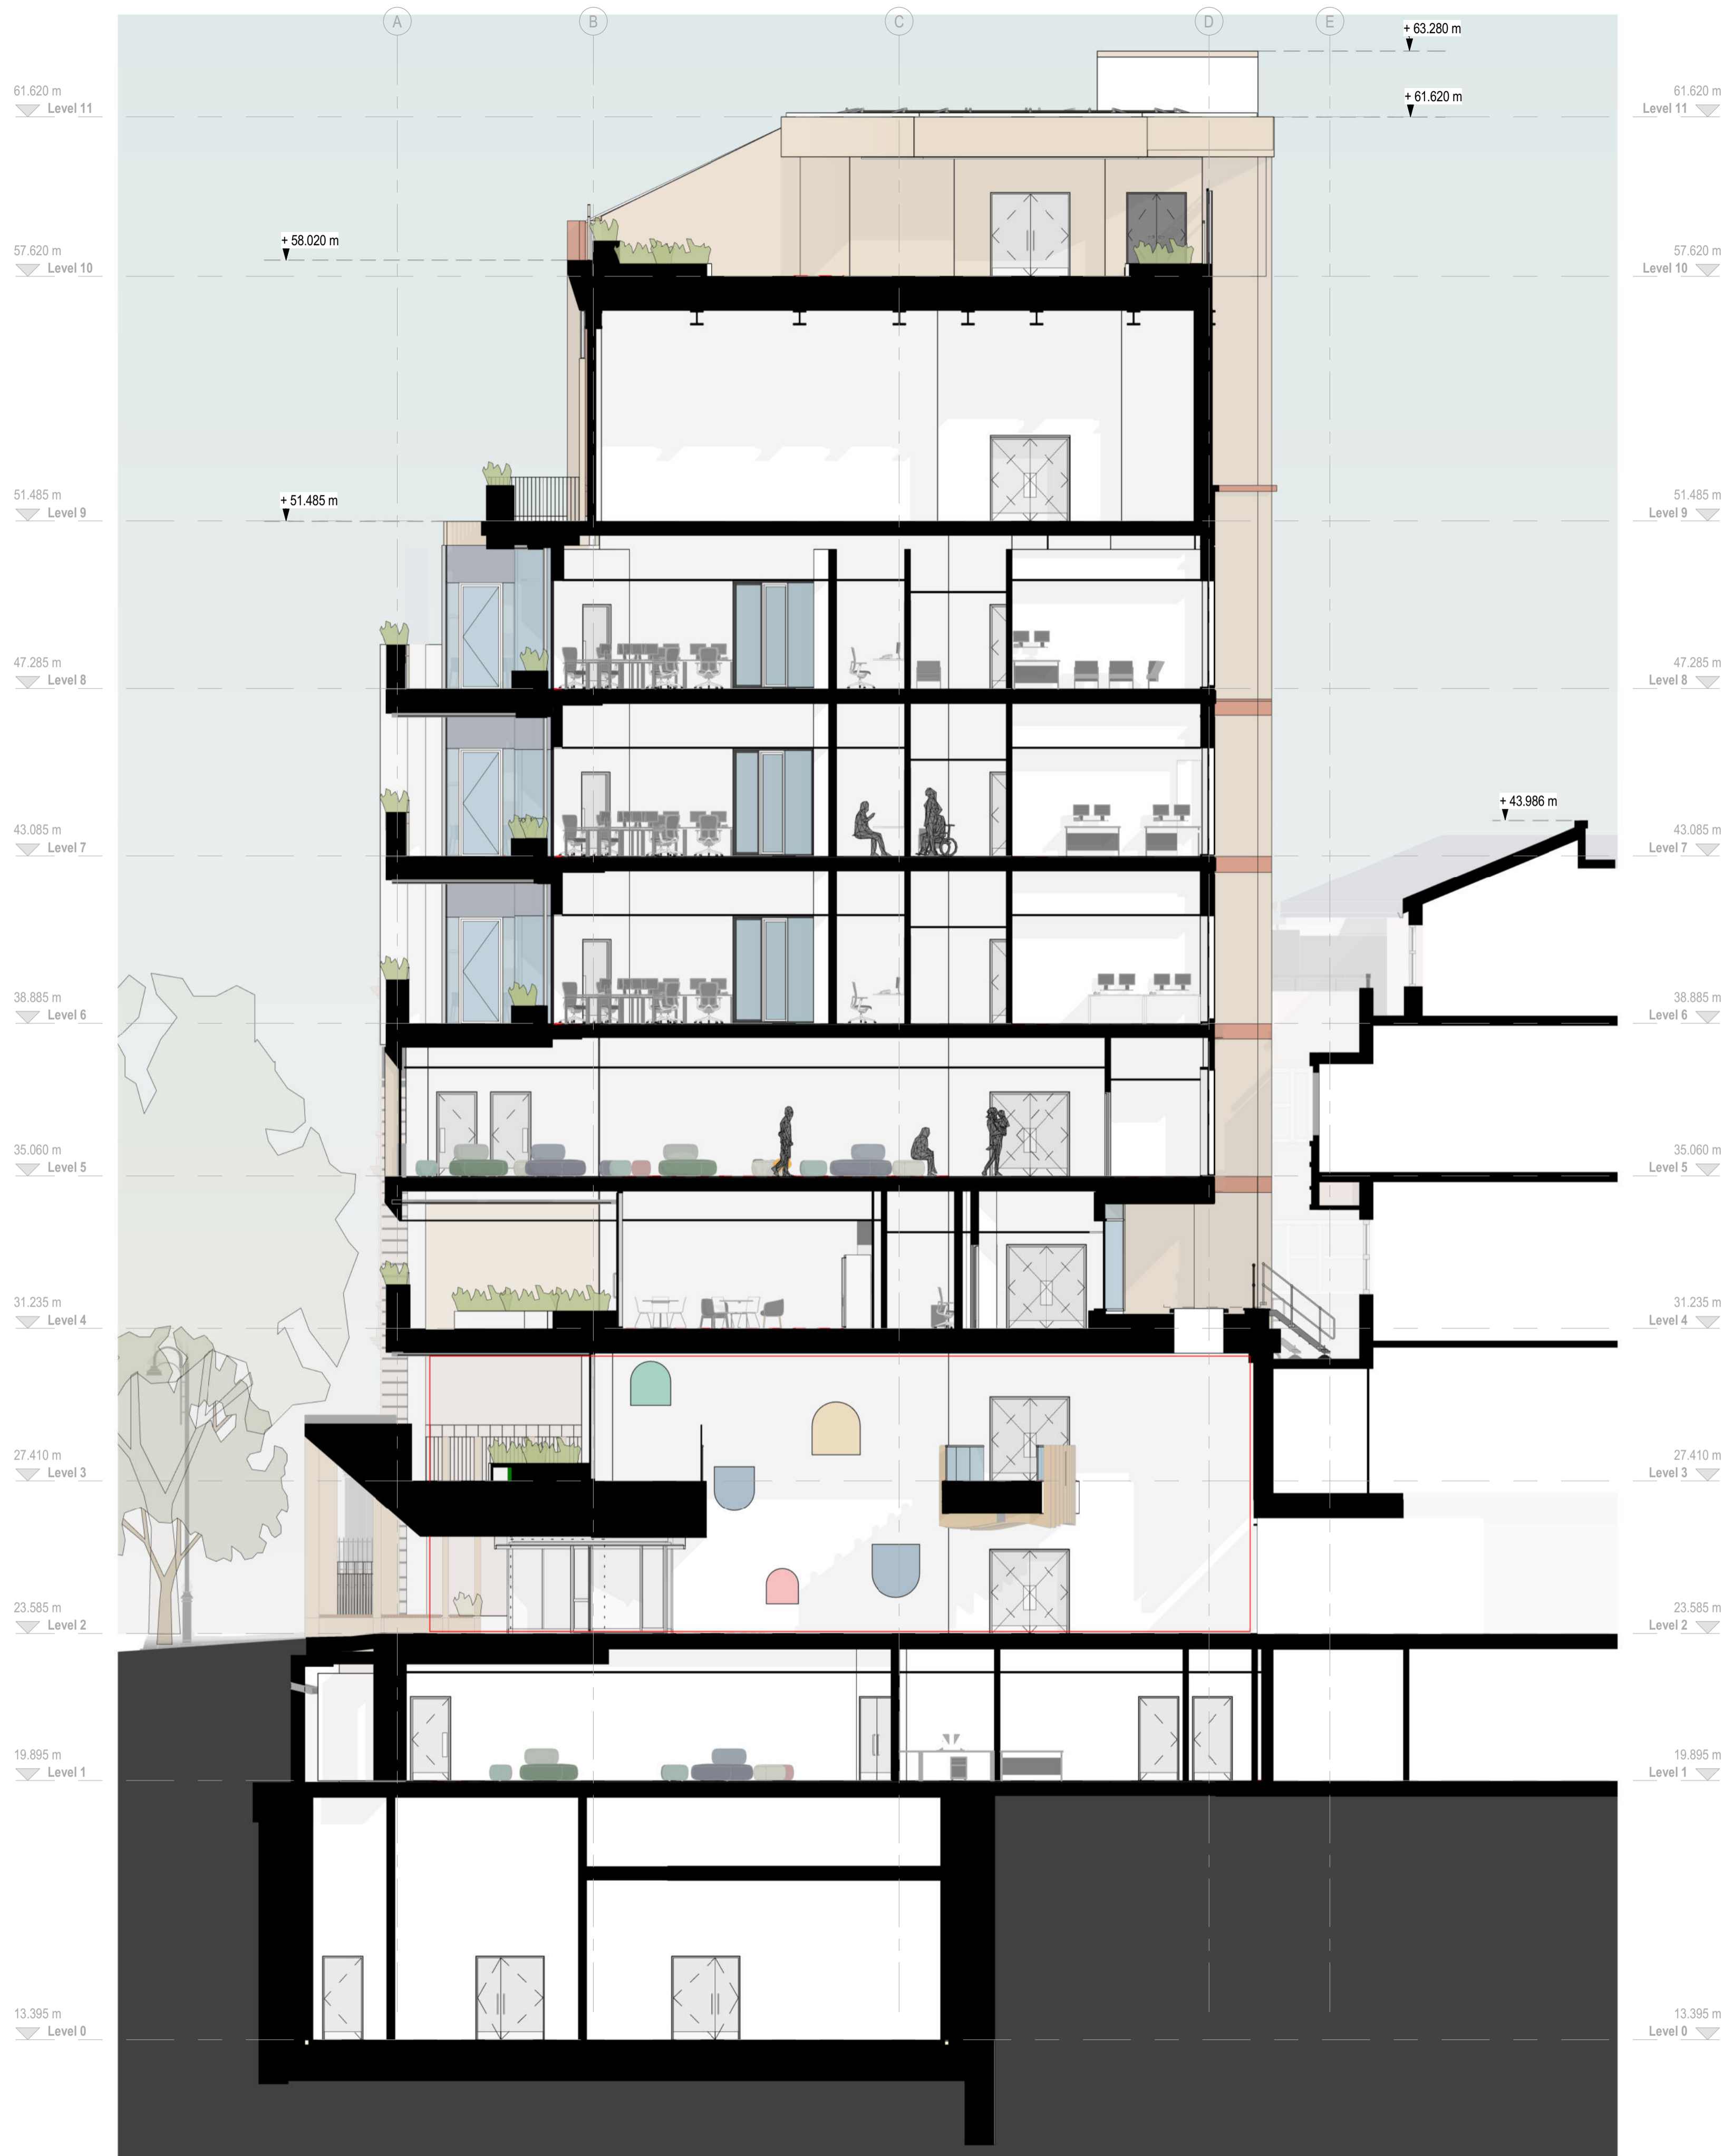 A
B
C
D
E
+ 63.280 m
61.620 m
Level 11
+ 61.620 m
61.620 m
Level 11
+ 58.020 m
57.620 m
Level 10
57.620 m
Level 10
51.485 m
Level 9
+ 51.485 m
51.485 m
Level 9
47.285 m
Level 8
47.285 m
Level 8
+ 43.986 m
43.085 m
Level 7
43.085 m
Level 7
38.885 m
Level 6
38.885 m
Level 6
35.060 m
Level 5
35.060 m
Level 5
31.235 m
Level 4
31.235 m
Level 4
27.410 m
Level 3
27.410 m
Level 3
23.585 m
Level 2
23.585 m
Level 2
19.895 m
Level 1
19.895 m
Level 1
13.395 m
Level 0
13.395 m
Level 0